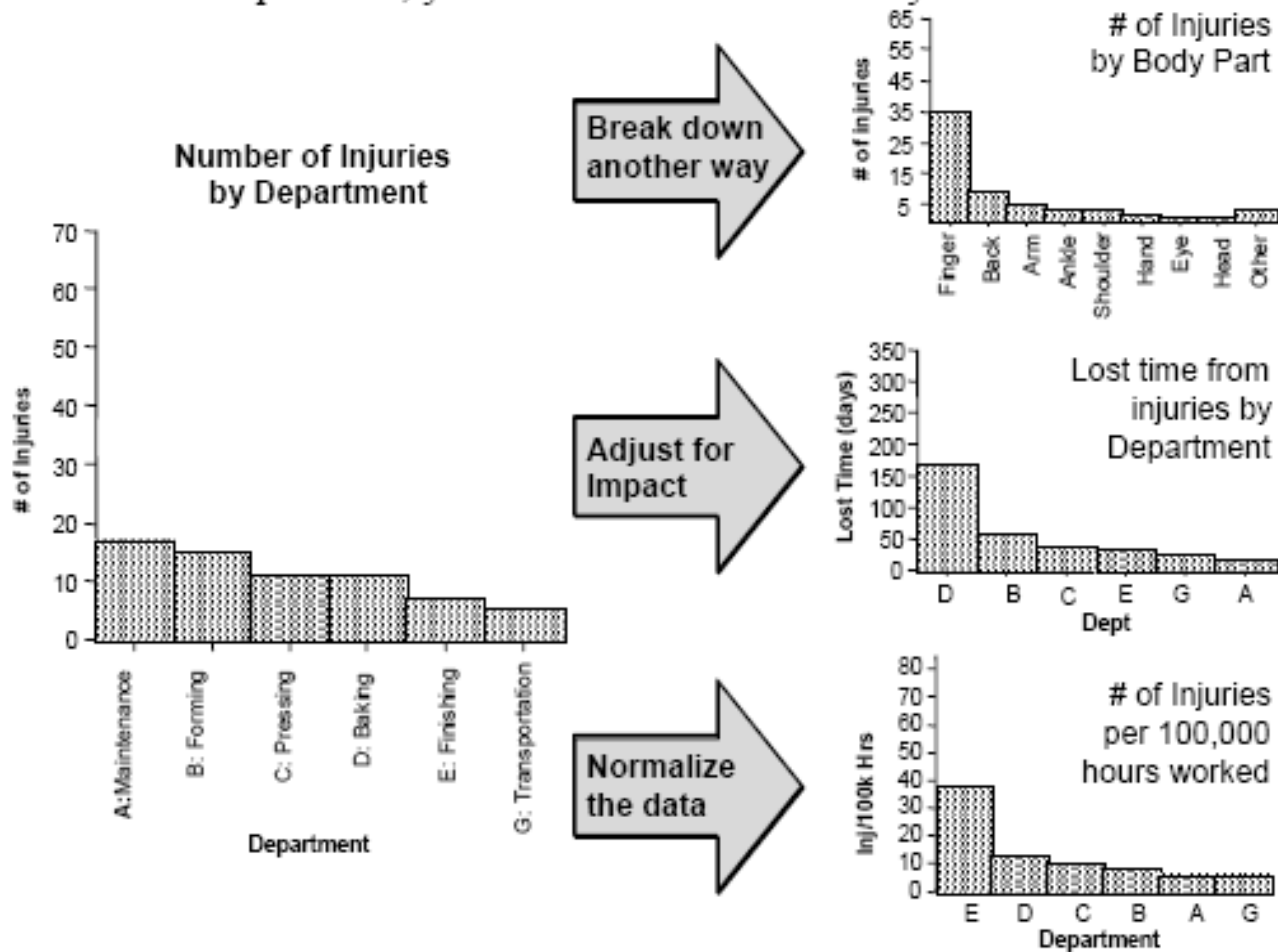 Number of Injuries
by Department
# of Injuries
70
60
50
40
30
20
10
0
A:Maintenance
B: Forming
C: Pressing
D: Baking
E: Finishing
G: Transportation
Department
Break down
another way
# of Injuries
by Body Part
# of Injuries
65
55
45
35
25
15
5
Finger
Back
Arm
Ankle
Shoulder
Hand
Eye
Head
Other
Adjust for
Impact
Lost time from
injuries by
Department
Lost Time (days)
350
300
250
200
150
100
50
0
D
B
C
E
G
A
Dept
Normalize
the data
# of Injuries
per 100,000
hours worked
Inj/100k Hrs
80
70
60
50
40
30
20
10
0
E
D
C
B
A
G
Department